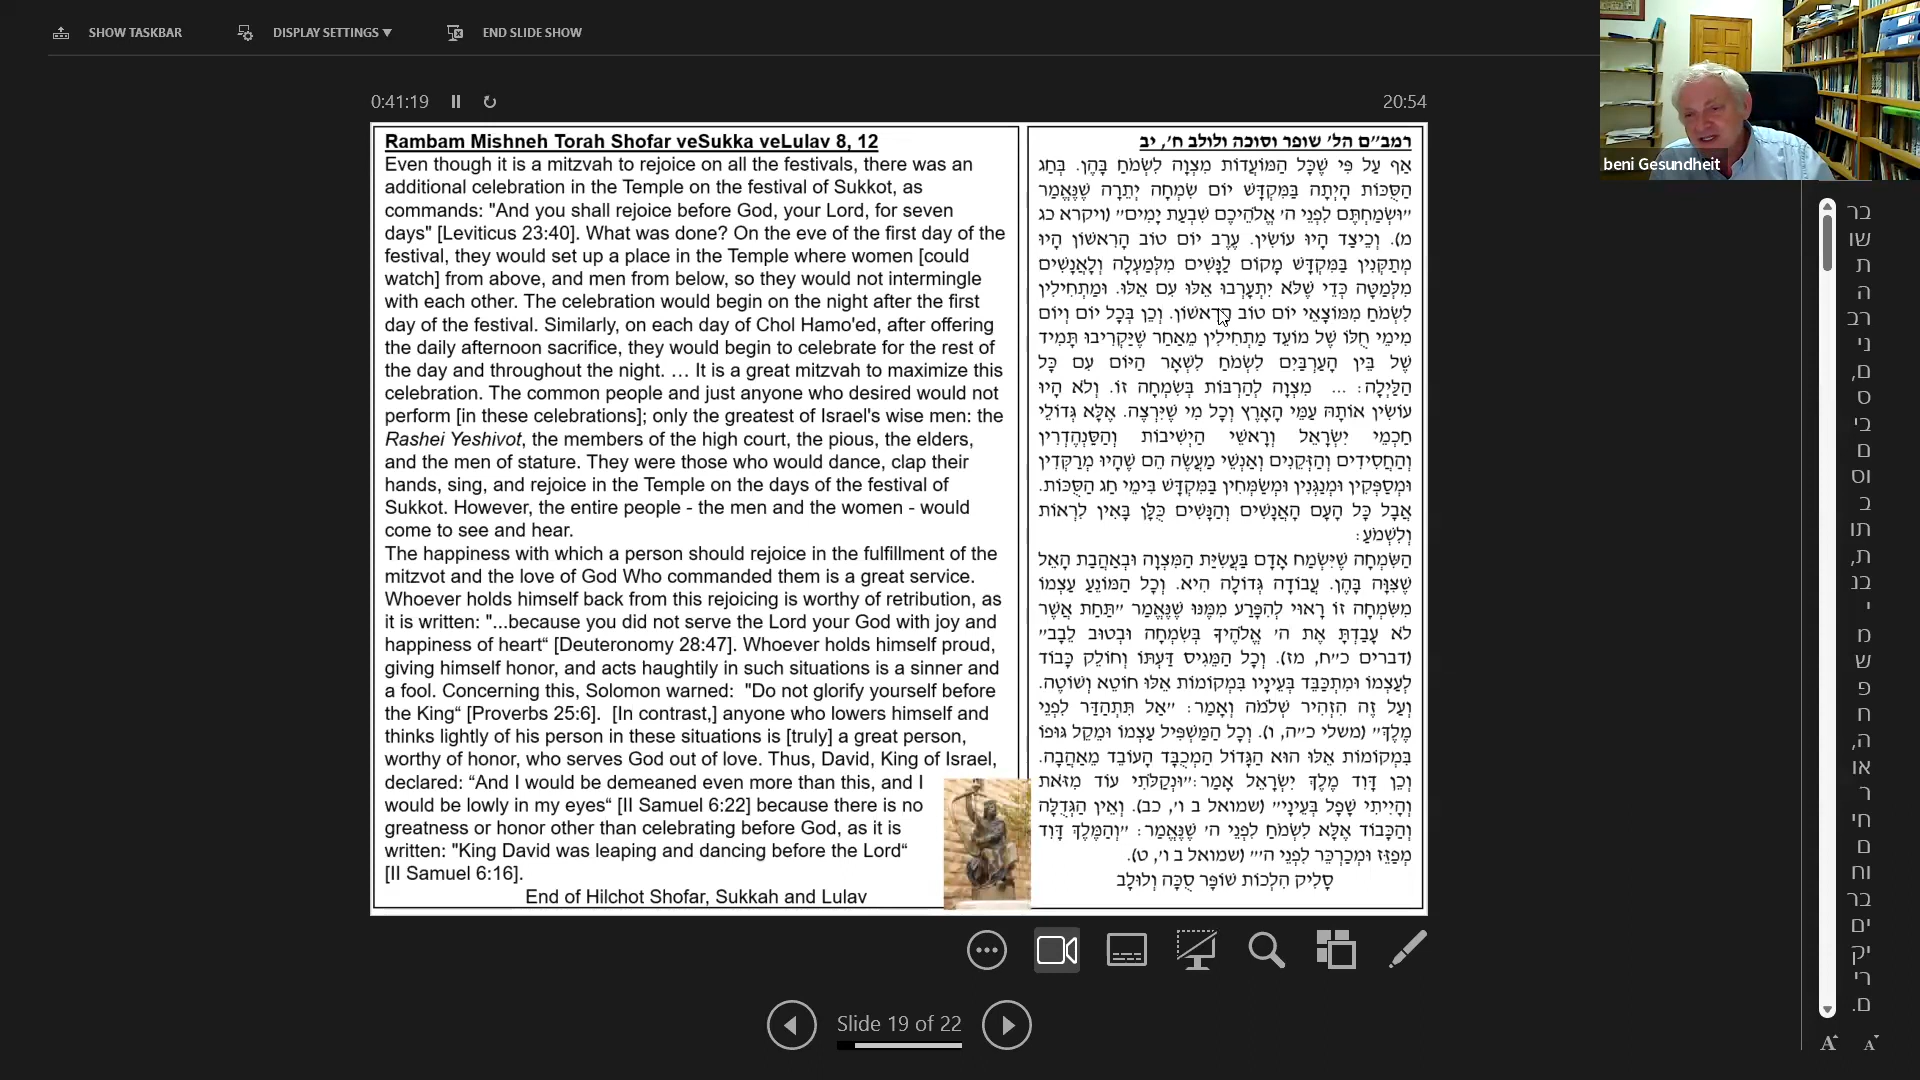 SHOW TASKBAR
DISPLAY SETTINGS ▼
END SLIDE SHOW
0:41:19
20:54
beni Gesundheit
Rambam Mishneh Torah Shofar veSukka veLulav 8, 12
Even though it is a mitzvah to rejoice on all the festivals, there was an
additional celebration in the Temple on the festival of Sukkot, as
commands: "And you shall rejoice before God, your Lord, for seven
days" [Leviticus 23:40]. What was done? On the eve of the first day of the
festival, they would set up a place in the Temple where women [could
watch] from above, and men from below, so they would not intermingle
with each other. The celebration would begin on the night after the first
day of the festival. Similarly, on each day of Chol Hamo'ed, after offering
the daily afternoon sacrifice, they would begin to celebrate for the rest of
the day and throughout the night. … It is a great mitzvah to maximize this
celebration. The common people and just anyone who desired would not
perform [in these celebrations]; only the greatest of Israel's wise men: the
Rashei Yeshivot, the members of the high court, the pious, the elders,
and the men of stature. They were those who would dance, clap their
hands, sing, and rejoice in the Temple on the days of the festival of
Sukkot. However, the entire people - the men and the women - would
come to see and hear.
The happiness with which a person should rejoice in the fulfillment of the
mitzvot and the love of God Who commanded them is a great service.
Whoever holds himself back from this rejoicing is worthy of retribution, as
it is written: "...because you did not serve the Lord your God with joy and
happiness of heart“ [Deuteronomy 28:47]. Whoever holds himself proud,
giving himself honor, and acts haughtily in such situations is a sinner and
a fool. Concerning this, Solomon warned: "Do not glorify yourself before
the King“ [Proverbs 25:6]. [In contrast,] anyone who lowers himself and
thinks lightly of his person in these situations is [truly] a great person,
worthy of honor, who serves God out of love. Thus, David, King of Israel,
declared: “And I would be demeaned even more than this, and I
would be lowly in my eyes“ [II Samuel 6:22] because there is no
greatness or honor other than celebrating before God, as it is
written: "King David was leaping and dancing before the Lord“
[II Samuel 6:16].
End of Hilchot Shofar, Sukkah and Lulav
רמב״ם הל׳ שופר וסוכה ולולב ח׳, יב
אַף עַל פִּי שֶׁכָּל הַמּוֹעֲדוֹת מִצְוָה לִשְׂמֹחַ בָּהֶן. בְּחַג
הַסֻּכּוֹת הָיְתָה בַּמִּקְדָּשׁ יוֹם שִׂמְחָה יְתֵרָה שֶׁנֶּאֱמַר
״וּשְׂמַחְתֶּם לִפְנֵי ה׳ אֱלֹהֵיכֶם שִׁבְעַת יָמִים״ (ויקרא כג
מ). וְכֵיצַד הָיוּ עוֹשִׂין. עֶרֶב יוֹם טוֹב הָרִאשׁוֹן הָיוּ
מְתַקְּנִין בַּמִּקְדָּשׁ מָקוֹם לַנָּשִׁים מִלְּמַעְלָה וְלָאֲנָשִׁים
מִלְּמַטָּה כְּדֵי שֶׁלֹּא יִתְעָרְבוּ אֵלּוּ עִם אֵלּוּ. וּמַתְחִילִין
לִשְׂמֹחַ מִמּוֹצָאֵי יוֹם טוֹב הָרִאשׁוֹן. וְכֵן בְּכָל יוֹם וָיוֹם
מִימֵי חֻלּוֹ שֶׁל מוֹעֵד מַתְחִילִין מֵאַחַר שֶׁיַּקְרִיבוּ תָּמִיד
שֶׁל בֵּין הָעַרְבַּיִם לִשְׂמֹחַ לִשְׁאָר הַיּוֹם עִם כָּל
הַלַּיְלָה: ... מִצְוָה לְהַרְבּוֹת בְּשִׂמְחָה זוֹ. וְלֹא הָיוּ
עוֹשִׂין אוֹתָהּ עַמֵּי הָאָרֶץ וְכָל מִי שֶׁיִּרְצֶה. אֶלָּא גְּדוֹלֵי
חַכְמֵי יִשְׂרָאֵל וְרָאשֵׁי הַיְשִׁיבוֹת וְהַסַּנְהֶדְרִין
וְהַחֲסִידִים וְהַזְּקֵנִים וְאַנְשֵׁי מַעֲשֶׂה הֵם שֶׁהָיוּ מְרַקְּדִין
וּמְסַפְּקִין וּמְנַגְּנִין וּמְשַׂמְּחִין בַּמִּקְדָּשׁ בִּימֵי חַג הַסֻּכּוֹת.
אֲבָל כָּל הָעָם הָאֲנָשִׁים וְהַנָּשִׁים כֻּלָּן בָּאִין לִרְאוֹת
וְלִשְׁמֹעַ:
הַשִּׂמְחָה שֶׁיִּשְׂמַח אָדָם בַּעֲשִׂיַּת הַמִּצְוָה וּבְאַהֲבַת הָאֵל
שֶׁצִּוָּה בָּהֶן. עֲבוֹדָה גְּדוֹלָה הִיא. וְכָל הַמּוֹנֵעַ עַצְמוֹ
מִשִּׂמְחָה זוֹ רָאוּי לְהִפָּרַע מִמֶּנּוּ שֶׁנֶּאֱמַר ״תַּחַת אֲשֶׁר
לֹא עָבַדְתָּ אֶת ה׳ אֱלֹהֶיךָ בְּשִׂמְחָה וּבְטוּב לֵבָב״
(דברים כ״ח, מז). וְכָל הַמֵּגִיס דַּעְתּוֹ וְחוֹלֵק כָּבוֹד
לְעַצְמוֹ וּמִתְכַּבֵּד בְּעֵינָיו בִּמְקוֹמוֹת אֵלּוּ חוֹטֵא וְשׁוֹטֶה.
וְעַל זֶה הִזְהִיר שְׁלֹמֹה וְאָמַר: ״אַל תִּתְהַדַּר לִפְנֵי
מֶלֶךְ״ (משלי כ״ה, ו). וְכָל הַמַּשְׁפִּיל עַצְמוֹ וּמֵקֵל גּוּפוֹ
בִּמְקוֹמוֹת אֵלּוּ הוּא הַגָּדוֹל הַמְכֻבָּד הָעוֹבֵד מֵאַהֲבָה.
וְכֵן דָּוִד מֶלֶךְ יִשְׂרָאֵל אָמַר:״וּנְקַלֹּתִי עוֹד מִזֹּאת
וְהָיִיתִי שָׁפָל בְּעֵינָי״ (שמואל ב ו׳, כב). וְאֵין הַגְּדֻלָּה
וְהַכָּבוֹד אֶלָּא לִשְׂמֹחַ לִפְנֵי ה׳ שֶׁנֶּאֱמַר: ״וְהַמֶּלֶךְ דָּוִד
מְפַזֵּז וּמְכַרְכֵּר לִפְנֵי ה׳״ (שמואל ב ו׳, ט).
סָלִיק הִלְכוֹת שׁוֹפָר סֻכָּה וְלוּלָב
Slide 19 of 22
בר
שו
ת
ה
רב
ני
ם,
ס
בי
ם
וס
ב
תו
ת,
בנ
י
מ
ש
פ
ח
ה,
או
ר
חי
ם
וח
בר
ים
יק
רי
ם.
A A